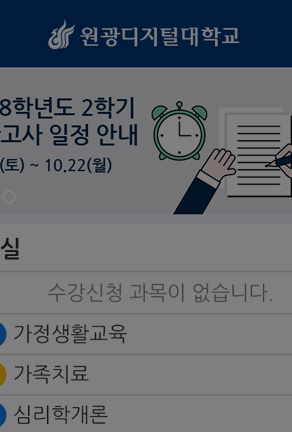 원광디지털대학교
8학년도 2학기
고사 일정 안내
(토) ~ 10.22(월)
실
수강신청 과목이 없습니다.
가정생활교육
가족치료
심리학개론